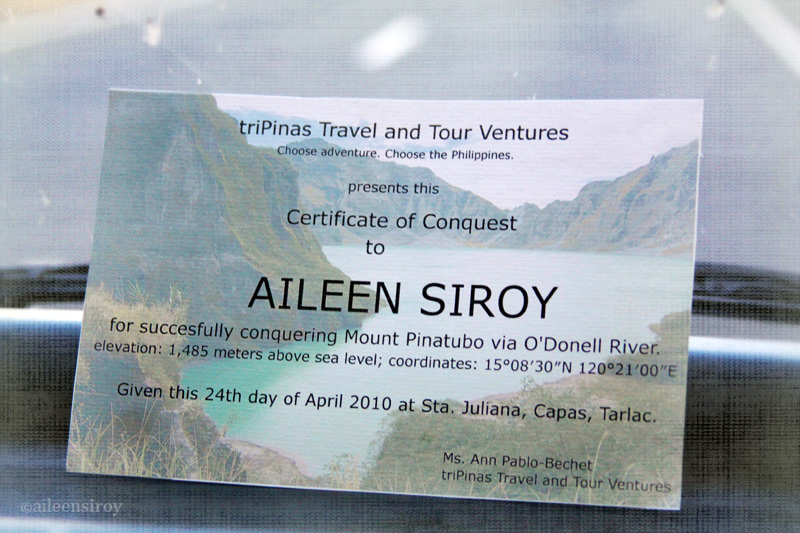 triPinas Travel and Tour Ventures
Choose adventure. Choose the Philippines.
presents this
Certificate of Conquest
to
AILEEN SIROY
for succesfully conquering Mount Pinatubo via O'Donell River.
elevation: 1,485 meters above sea level; coordinates: 15°08′30″N 120°21′00″E
Given this 24th day of April 2010 at Sta. Juliana, Capas, Tarlac.
Ms. Ann Pablo-Bechet
triPinas Travel and Tour Ventures
©aileensiroy